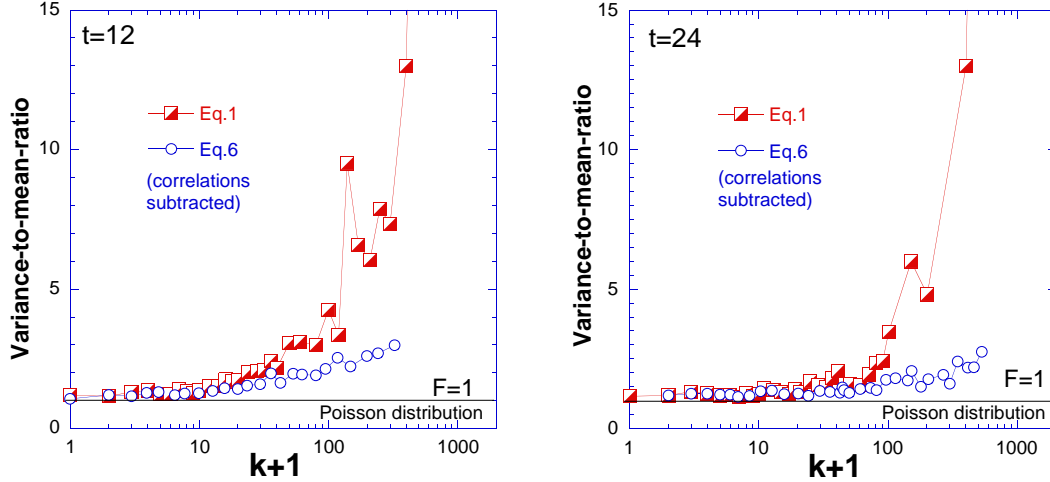 t=12
15
10
5
0
Variance-to-mean-ratio
Eq.1
Eq.6
(correlations
subtracted)
F=1
Poisson distribution
1
10
100
1000
k+1
t=24
15
10
5
0
Variance-to-mean-ratio
Eq.1
Eq.6
(correlations
subtracted)
F=1
Poisson distribution
1
10
100
1000
k+1